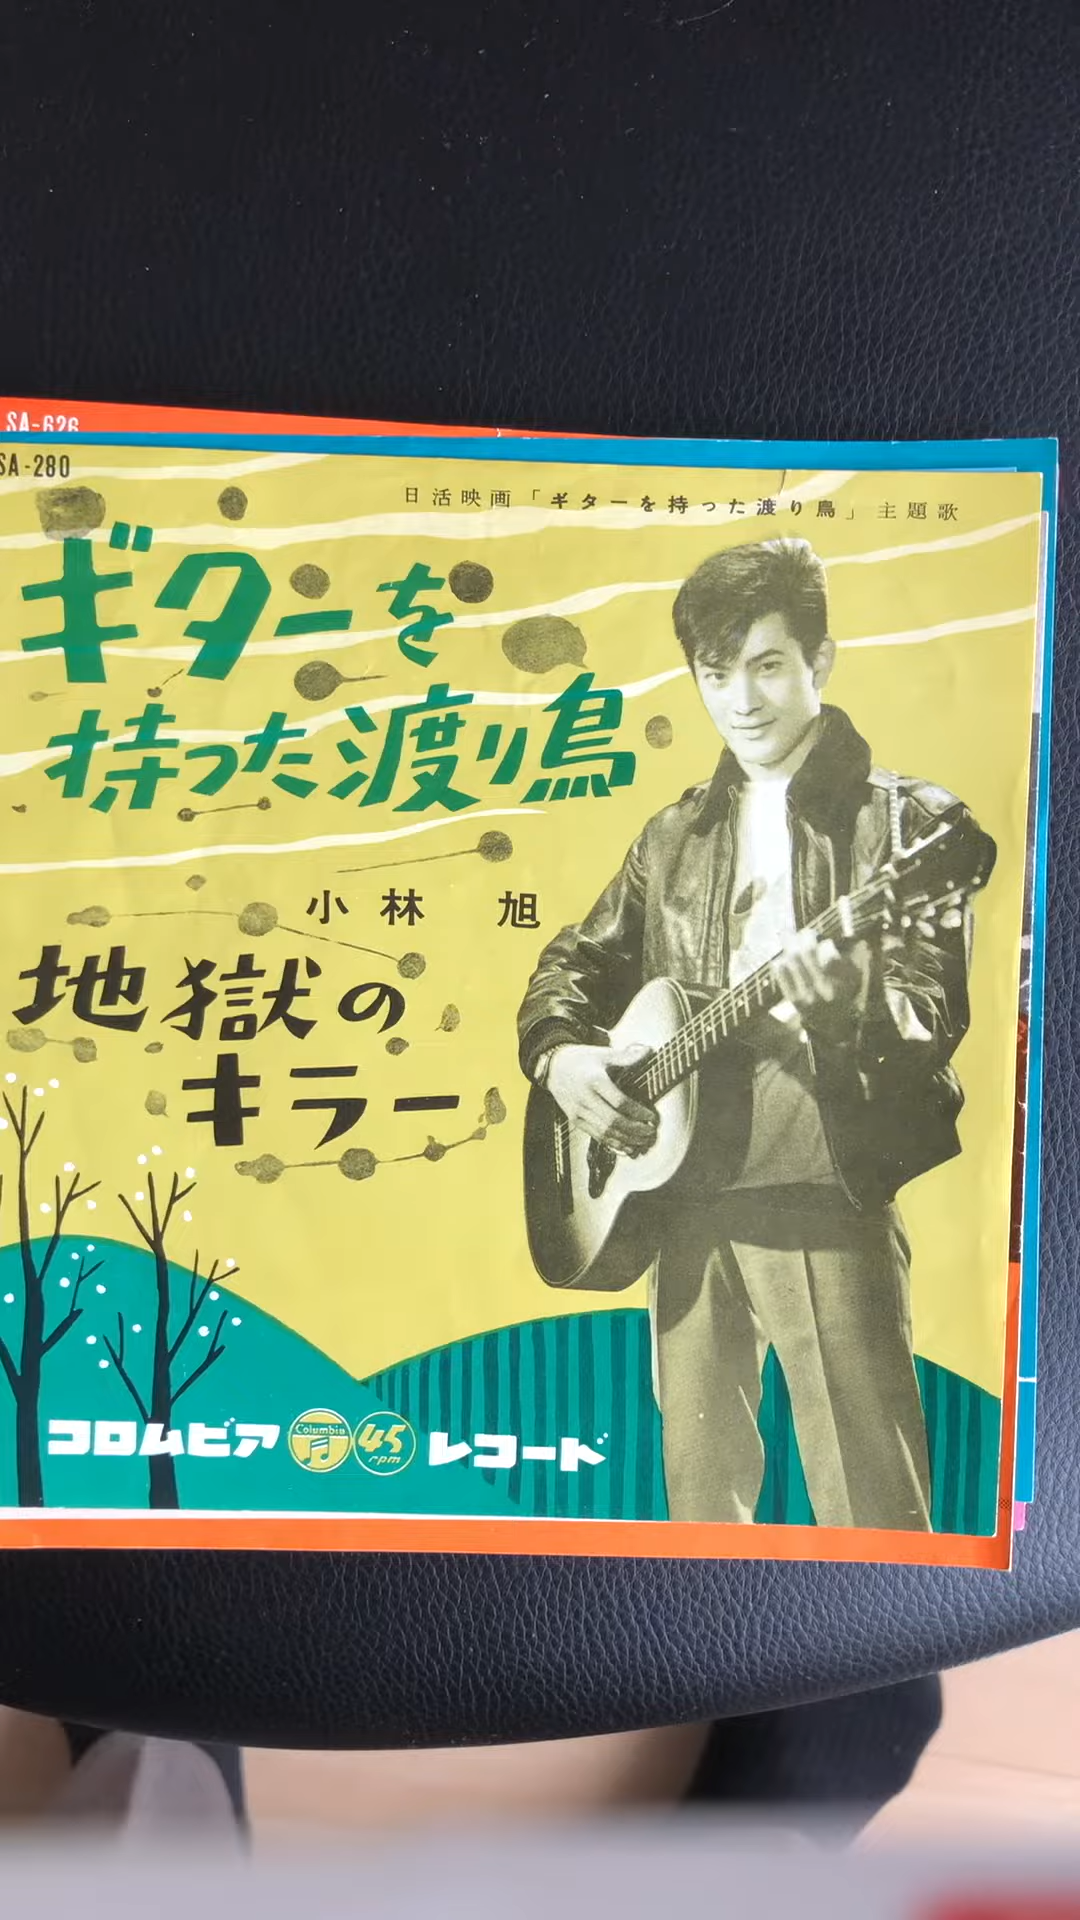 SA-626
SA-280
日活映画「ギターを持った渡り鳥」主題歌
ギターを
持った渡り鳥
小林 旭
地獄の
キラー
コロムビア Columbia 45 rpm レコード